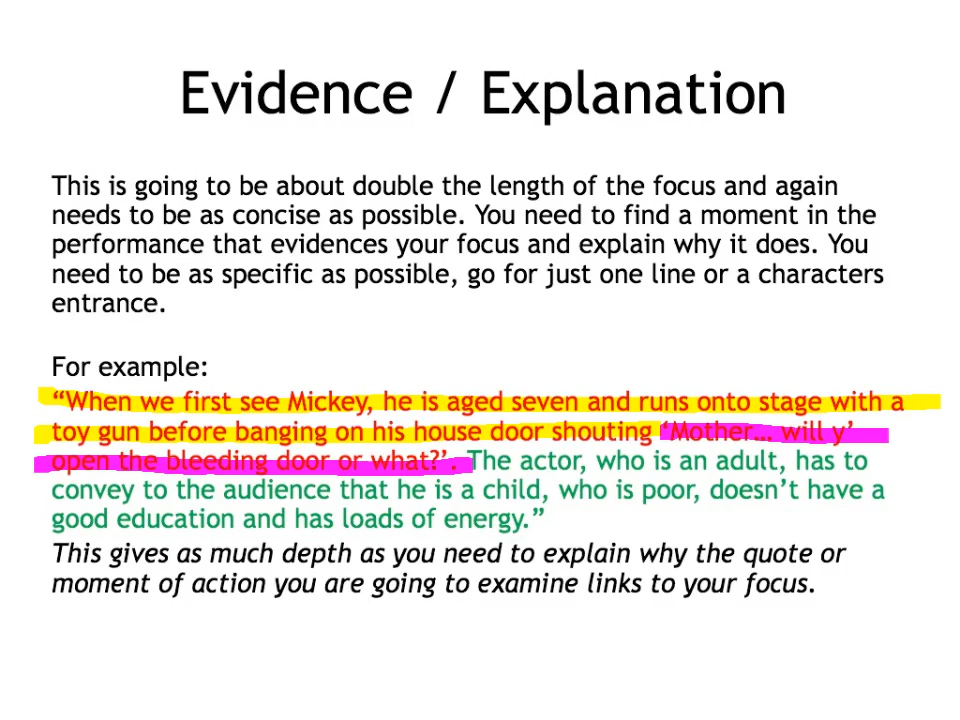 Evidence / Explanation
This is going to be about double the length of the focus and again
needs to be as concise as possible. You need to find a moment in the
performance that evidences your focus and explain why it does. You
need to be as specific as possible, go for just one line or a characters
entrance.
For example:
“When we first see Mickey, he is aged seven and runs onto stage with a
toy gun before banging on his house door shouting ‘Mother… will y’
open the bleeding door or what?’. The actor, who is an adult, has to
convey to the audience that he is a child, who is poor, doesn’t have a
good education and has loads of energy.”
This gives as much depth as you need to explain why the quote or
moment of action you are going to examine links to your focus.